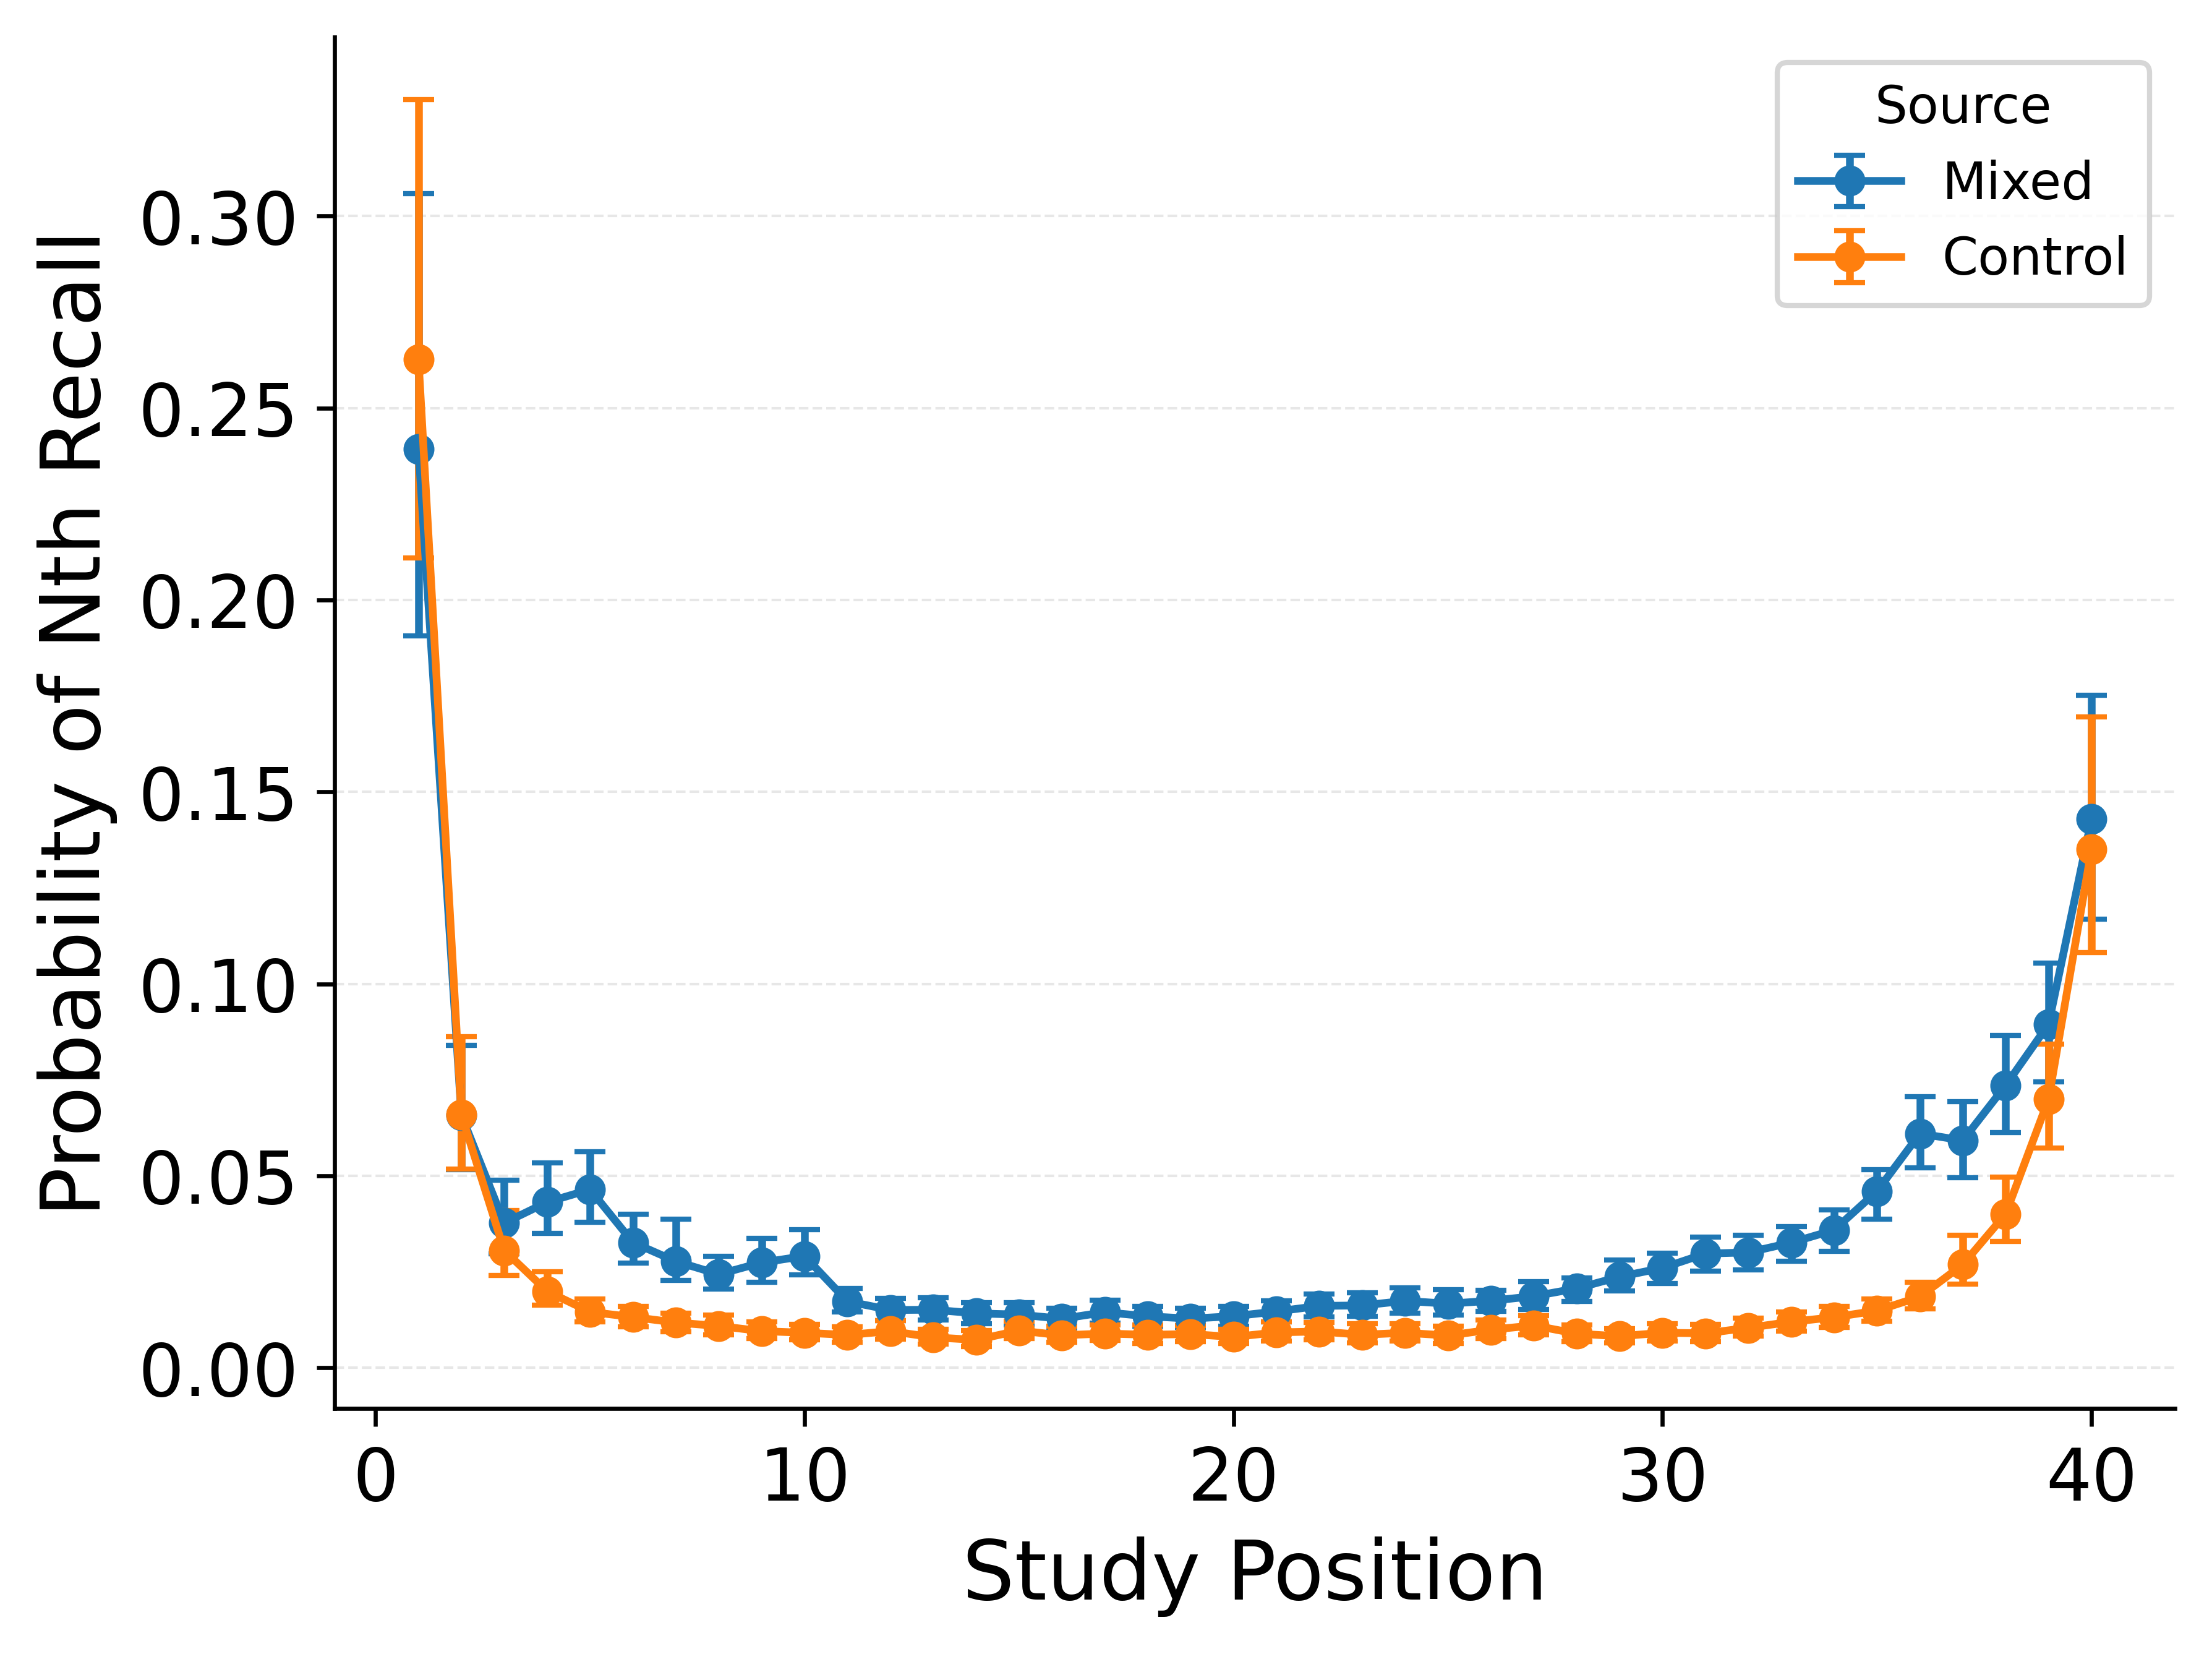 Probability of Nth Recall
0.30
0.25
0.20
0.15
0.10
0.05
0.00
Source
Mixed
Control
0 10 20 30 40
Study Position